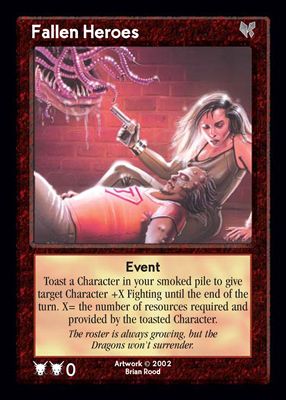 Fallen Heroes
Event
Toast a Character in your smoked pile to give
target Character +X Fighting until the end of the
turn. X= the number of resources required and
provided by the toasted Character.
The roster is always growing, but the
Dragons won't surrender.
0
Artwork © 2002
Brian Rood